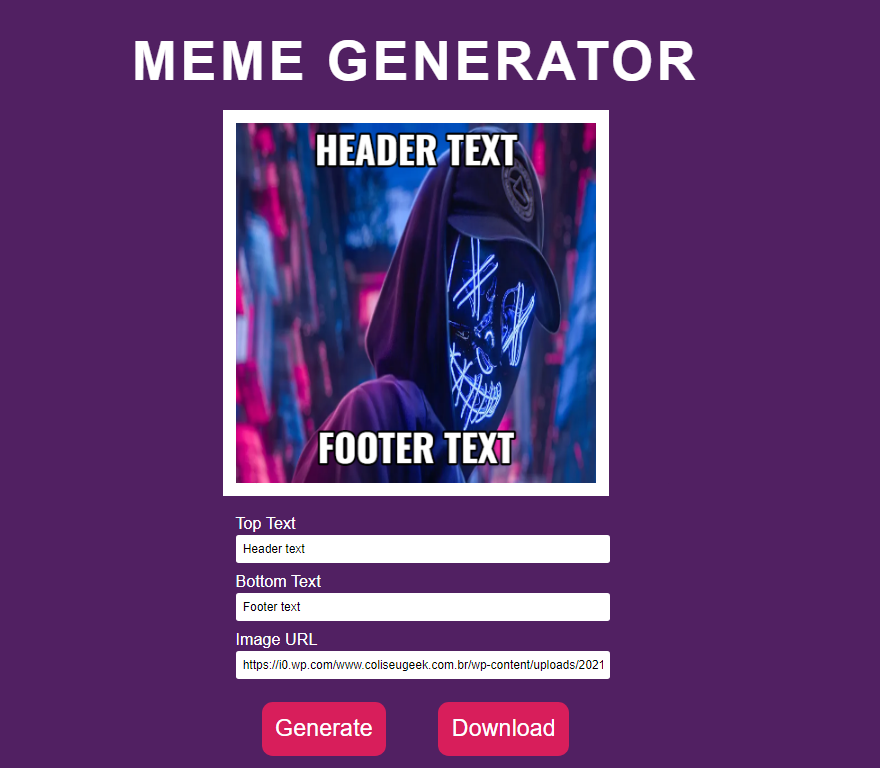 MEME GENERATOR
HEADER TEXT
FOOTER TEXT
Top Text
Header text
Bottom Text
Footer text
Image URL
https://i0.wp.com/www.coliseugeek.com.br/wp-content/uploads/2021
Generate
Download